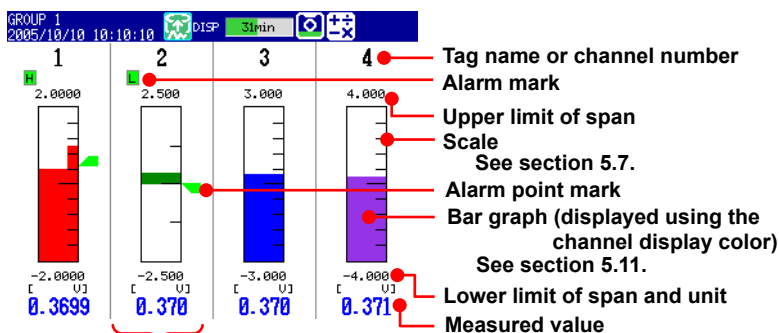 GROUP 1
2005/10/10 10:10:10 DISP 31min
1 2 3 4 Tag name or channel number
H L Alarm mark
2.0000 2.500 3.000 4.000
Upper limit of span
Scale
See section 5.7.
Alarm point mark
Bar graph (displayed using the
channel display color)
See section 5.11.
-2.0000 -2.500 -3.000 -4.000
[ V] [ V] [ V] [ V] Lower limit of span and unit
0.3699 0.370 0.370 0.371 Measured value